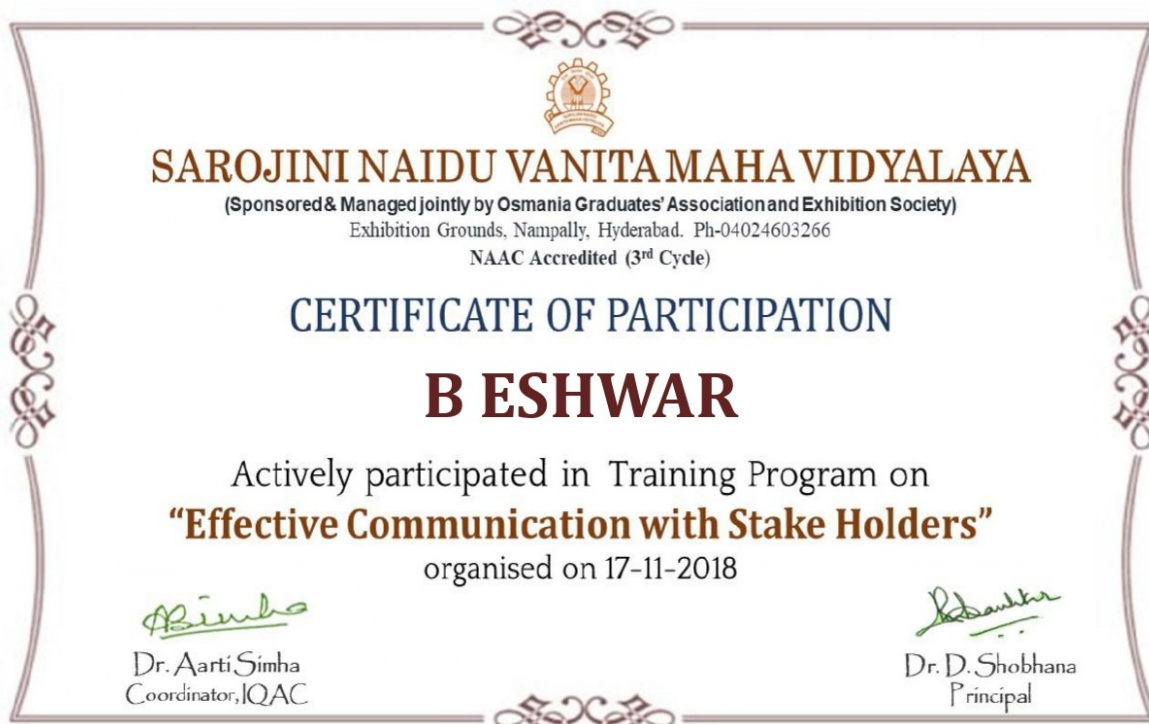 SAROJINI NAIDU VANITA MAHA VIDYALAYA
(Sponsored & Managed jointly by Osmania Graduates' Association and Exhibition Society)
Exhibition Grounds, Nampally, Hyderabad. Ph-04024603266
NAAC Accredited (3rd Cycle)
CERTIFICATE OF PARTICIPATION
B ESHWAR
Actively participated in Training Program on
“Effective Communication with Stake Holders”
organised on 17-11-2018
Dr. Aarti Simha
Coordinator, IQAC
Dr. D. Shobhana
Principal